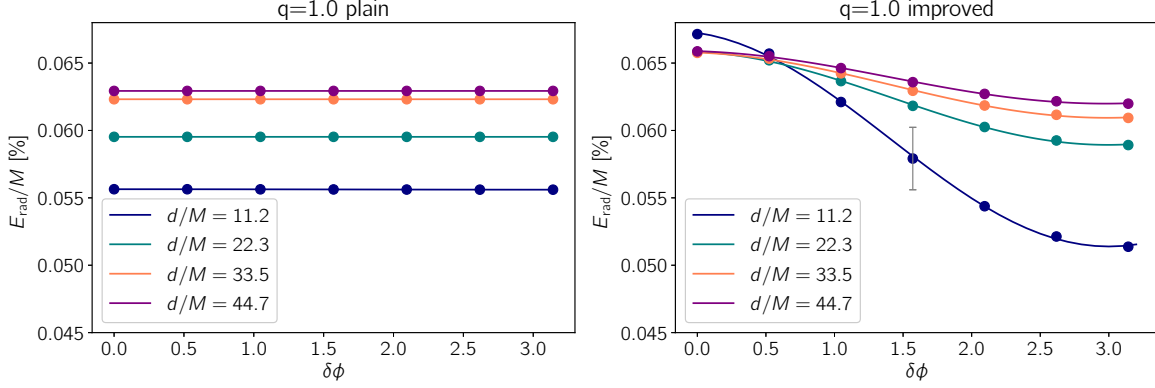 q=1.0 plain
E_rad/M [%]
0.065
0.060
0.055
0.050
0.045
d/M = 11.2
d/M = 22.3
d/M = 33.5
d/M = 44.7
0.0 0.5 1.0 1.5 2.0 2.5 3.0
δϕ
q=1.0 improved
E_rad/M [%]
0.065
0.060
0.055
0.050
0.045
d/M = 11.2
d/M = 22.3
d/M = 33.5
d/M = 44.7
0.0 0.5 1.0 1.5 2.0 2.5 3.0
δϕ